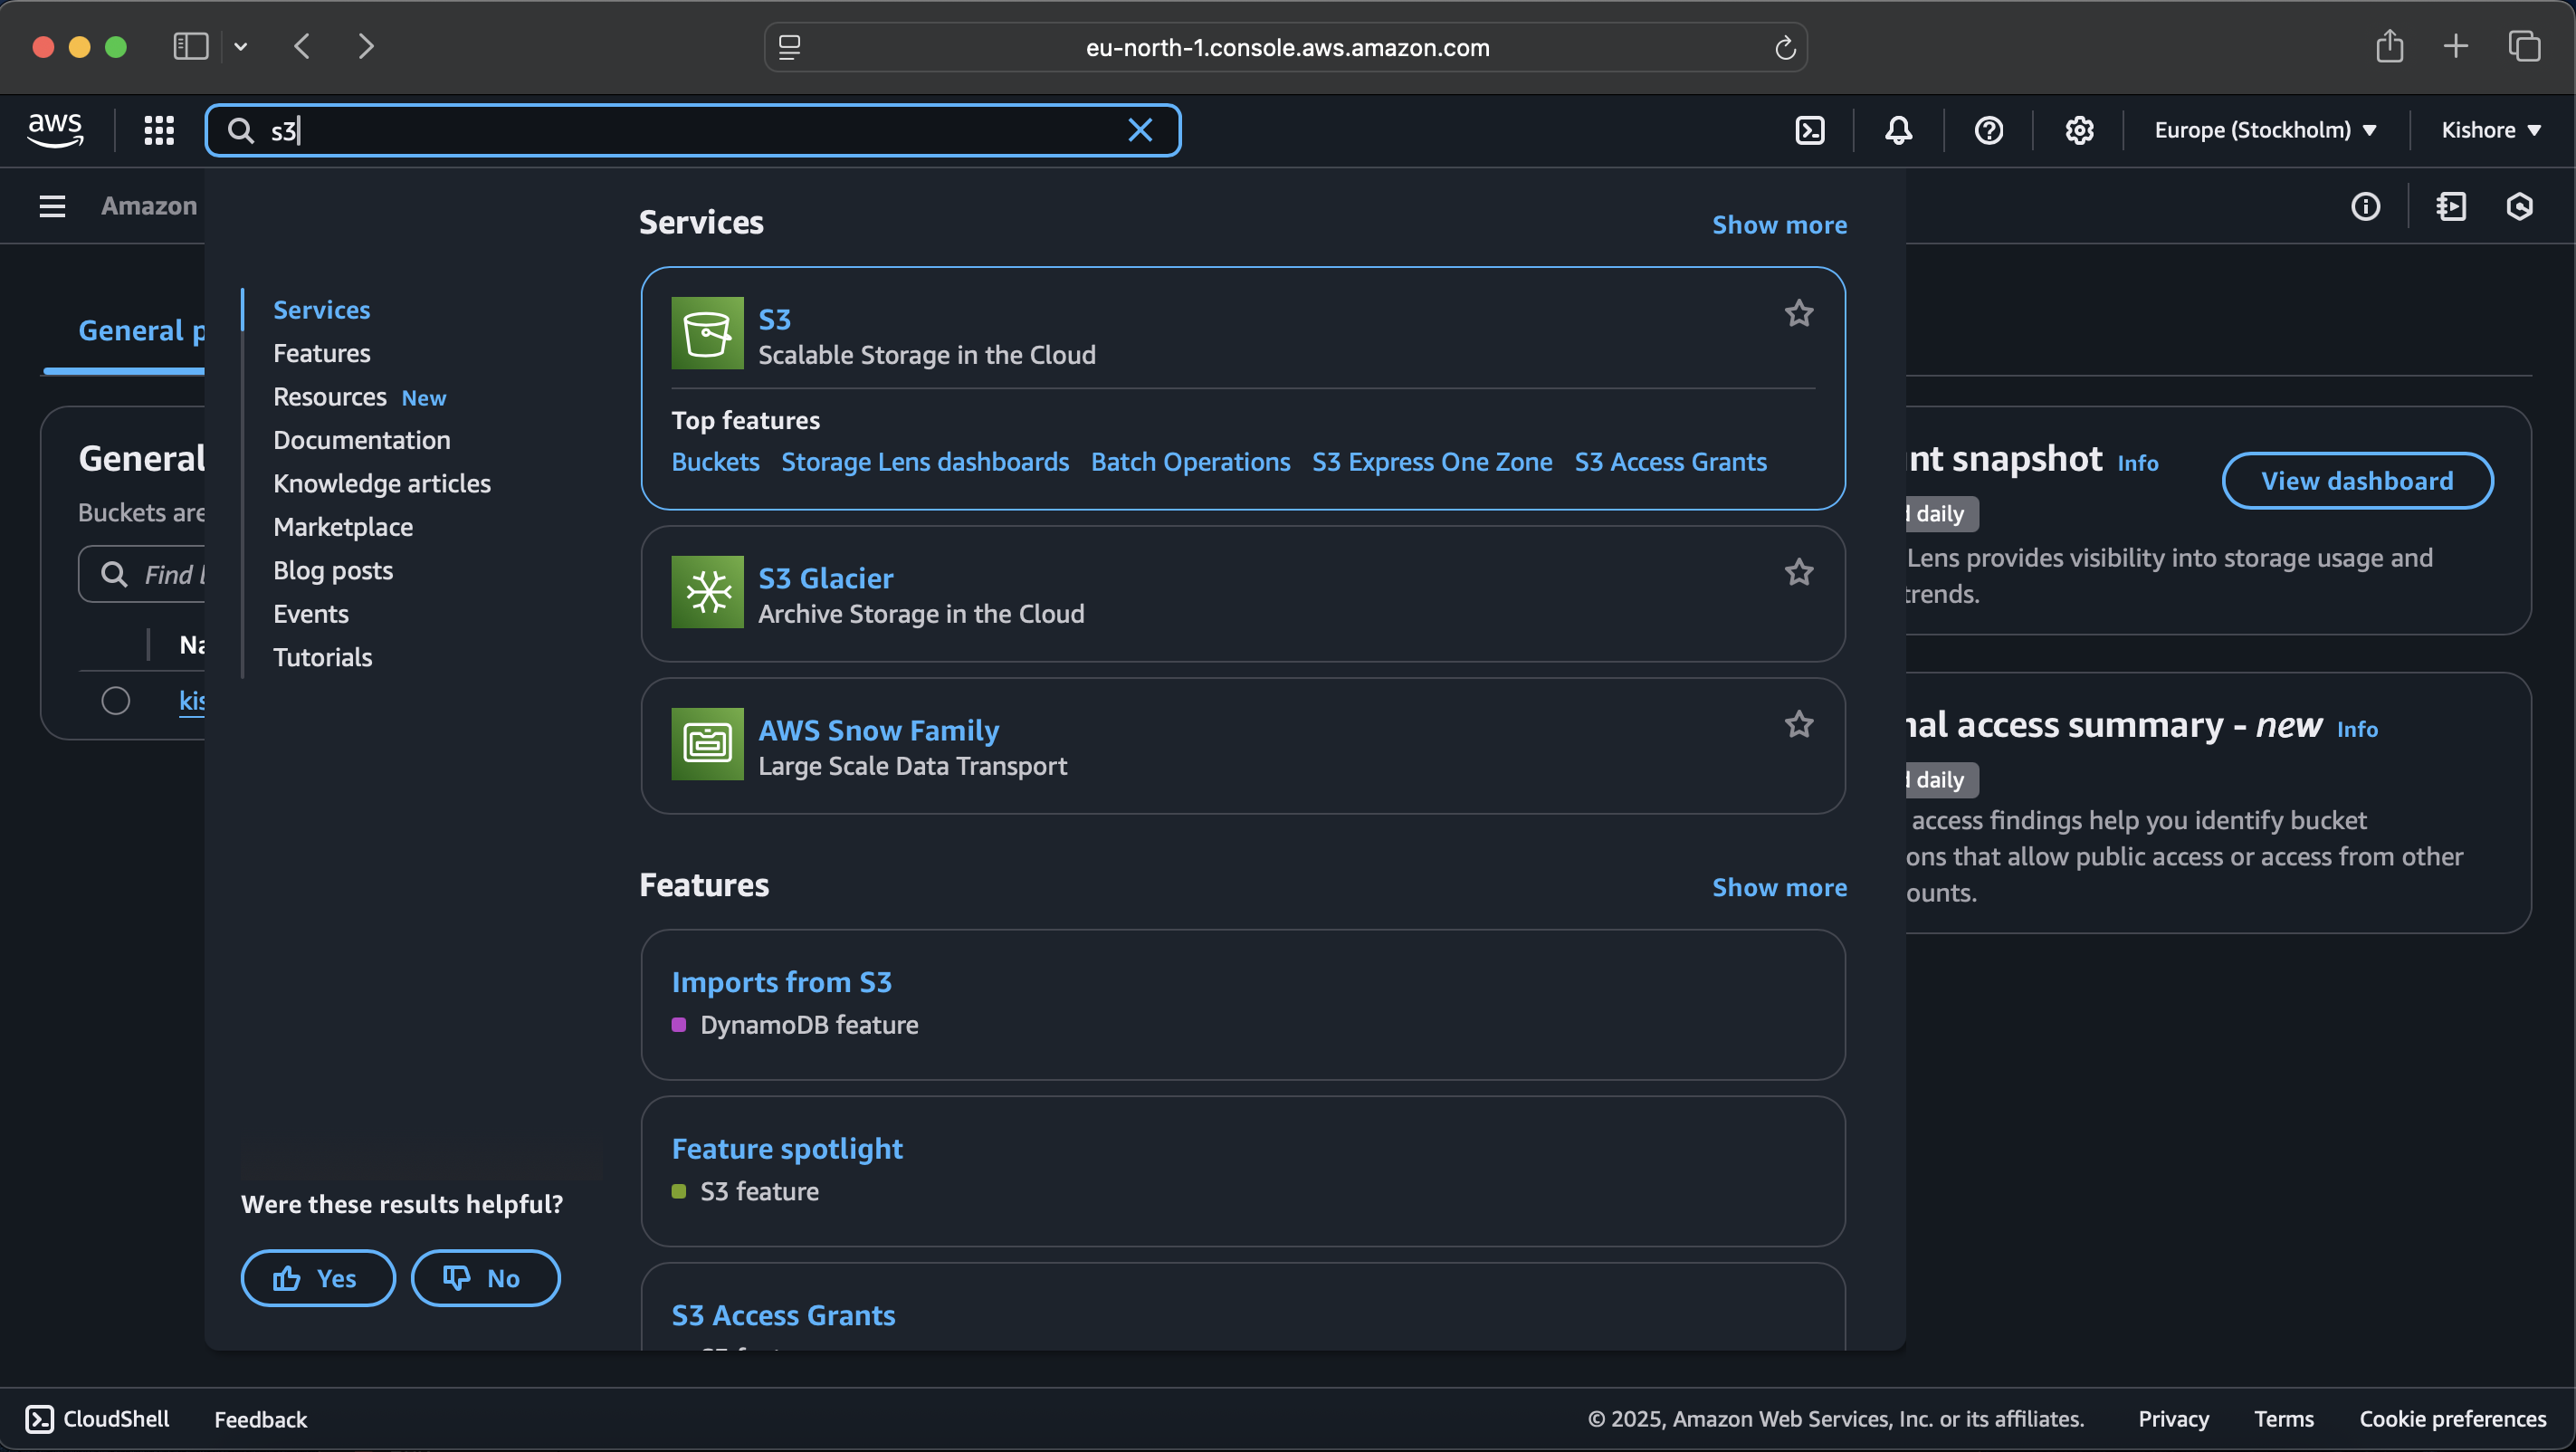 eu-north-1.console.aws.amazon.com
aws
s3
Europe (Stockholm)
Kishore
Amazon
Services
Show more
Services
Features
Resources New
Documentation
Knowledge articles
Marketplace
Blog posts
Events
Tutorials
S3
Scalable Storage in the Cloud
Top features
Buckets Storage Lens dashboards Batch Operations S3 Express One Zone S3 Access Grants
S3 Glacier
Archive Storage in the Cloud
AWS Snow Family
Large Scale Data Transport
Features
Show more
Imports from S3
DynamoDB feature
Feature spotlight
S3 feature
S3 Access Grants
Were these results helpful?
Yes
No
General p
General
Buckets are
Find
snapshot Info
View dashboard
daily
Lens provides visibility into storage usage and
trends.
access summary - new Info
daily
access findings help you identify bucket
that allow public access or access from other
CloudShell
Feedback
© 2025, Amazon Web Services, Inc. or its affiliates.
Privacy
Terms
Cookie preferences